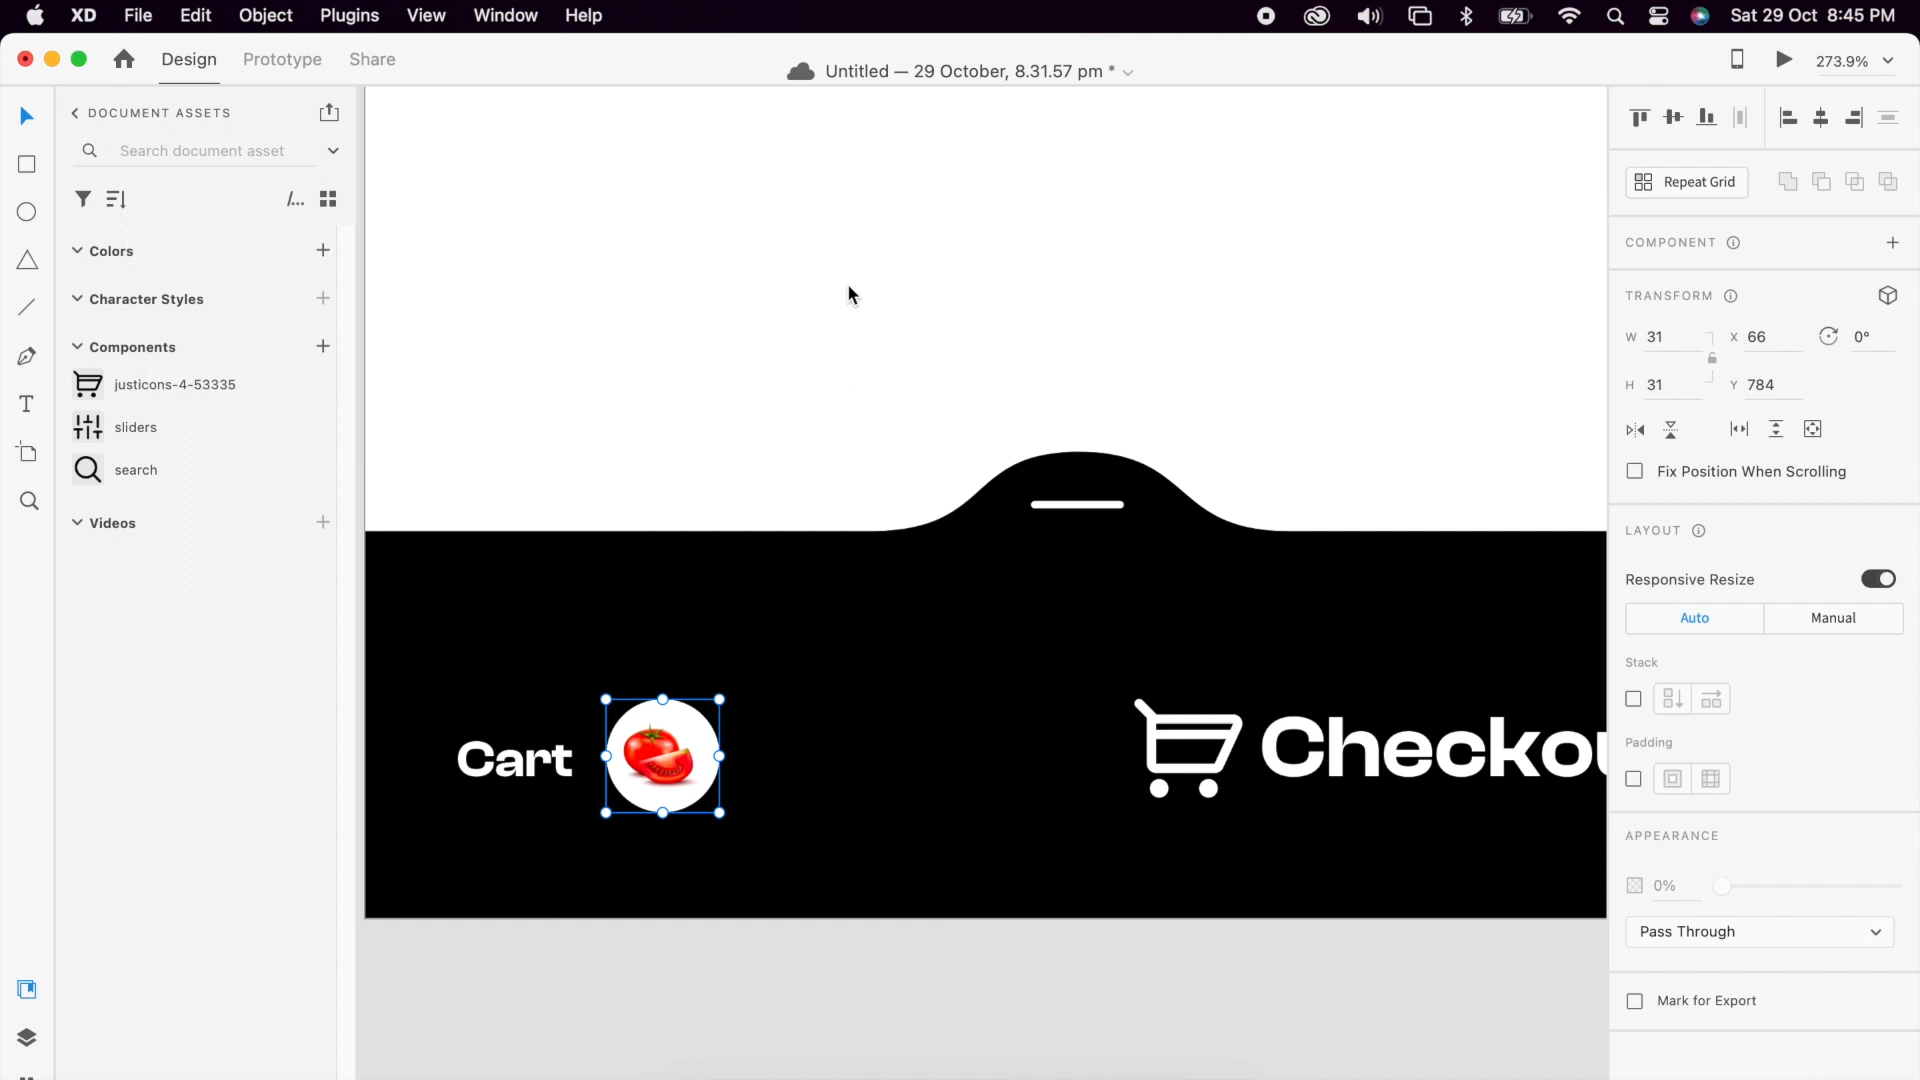 XD File Edit Object Plugins View Window Help
Sat 29 Oct 8:45 PM
Design Prototype Share
Untitled — 29 October, 8.31.57 pm *
273.9%
DOCUMENT ASSETS
Search document asset
/...
Colors
Character Styles
Components
justicons-4-53335
sliders
search
Videos
Cart
Checkou
Repeat Grid
COMPONENT
TRANSFORM
W 31 X 66 0°
H 31 Y 784
Fix Position When Scrolling
LAYOUT
Responsive Resize
Auto Manual
Stack
Padding
APPEARANCE
0%
Pass Through
Mark for Export